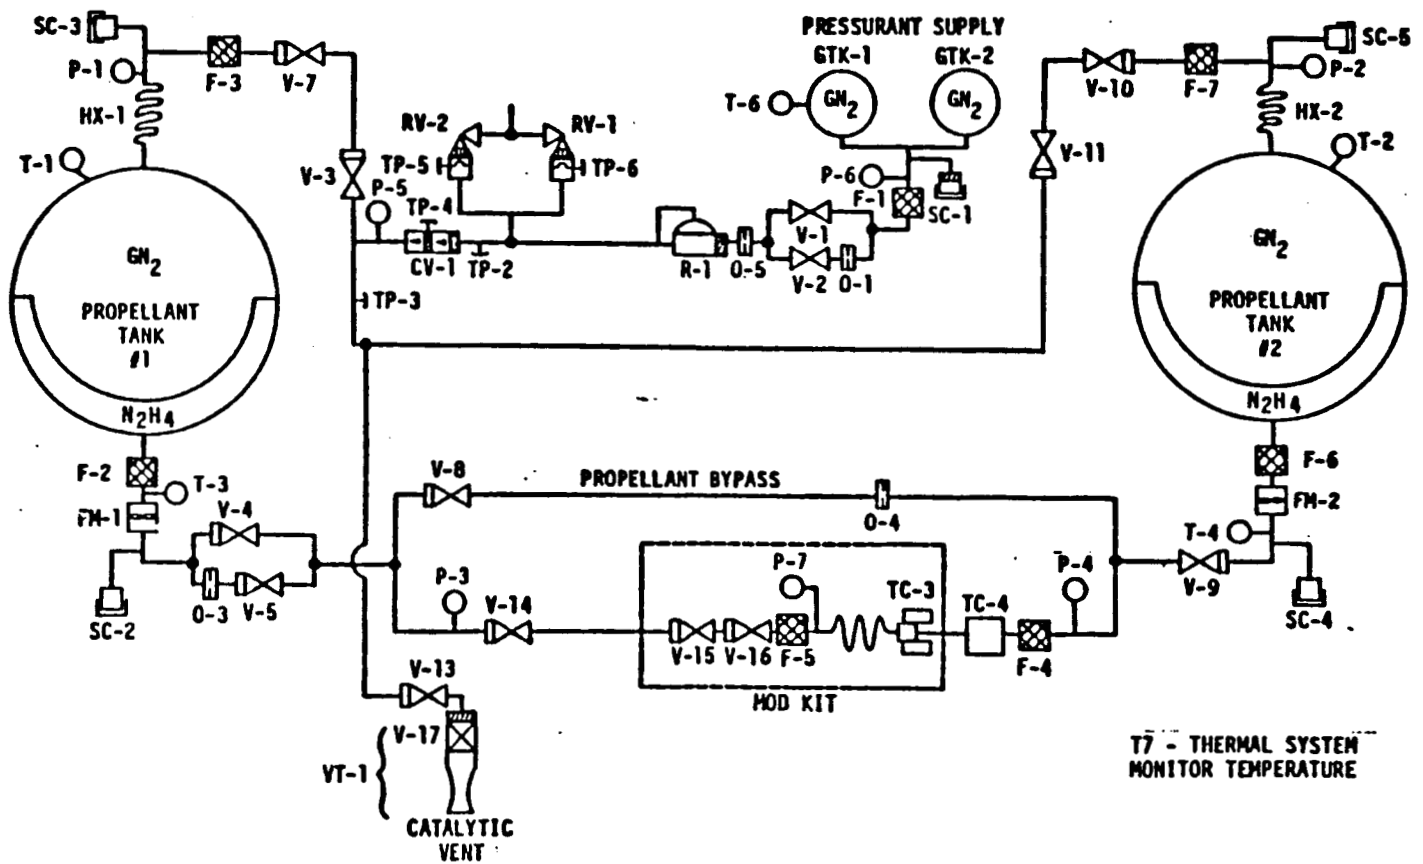 PRESSURANT SUPPLY
GTK-1
GTK-2
GN2
GN2
T-6
P-6
F-1
SC-1
SC-3
P-1
F-3
V-7
HX-1
T-1
V-3
P-5
TP-4
CV-1
TP-2
TP-3
RV-2
RV-1
TP-5
TP-6
R-1
O-5
V-1
V-2
O-1
SC-5
P-2
V-10
F-7
HX-2
T-2
V-11
GN2
PROPELLANT
TANK
#1
N2H4
GN2
PROPELLANT
TANK
#2
N2H4
F-2
T-3
FM-1
V-4
SC-2
O-3
V-5
V-8
PROPELLANT BYPASS
O-4
P-3
V-14
P-7
TC-3
V-15
V-16
F-5
MOD KIT
TC-4
F-4
P-4
V-9
F-6
FM-2
T-4
SC-4
V-13
V-17
VT-1
CATALYTIC
VENT
T7 - THERMAL SYSTEM
MONITOR TEMPERATURE